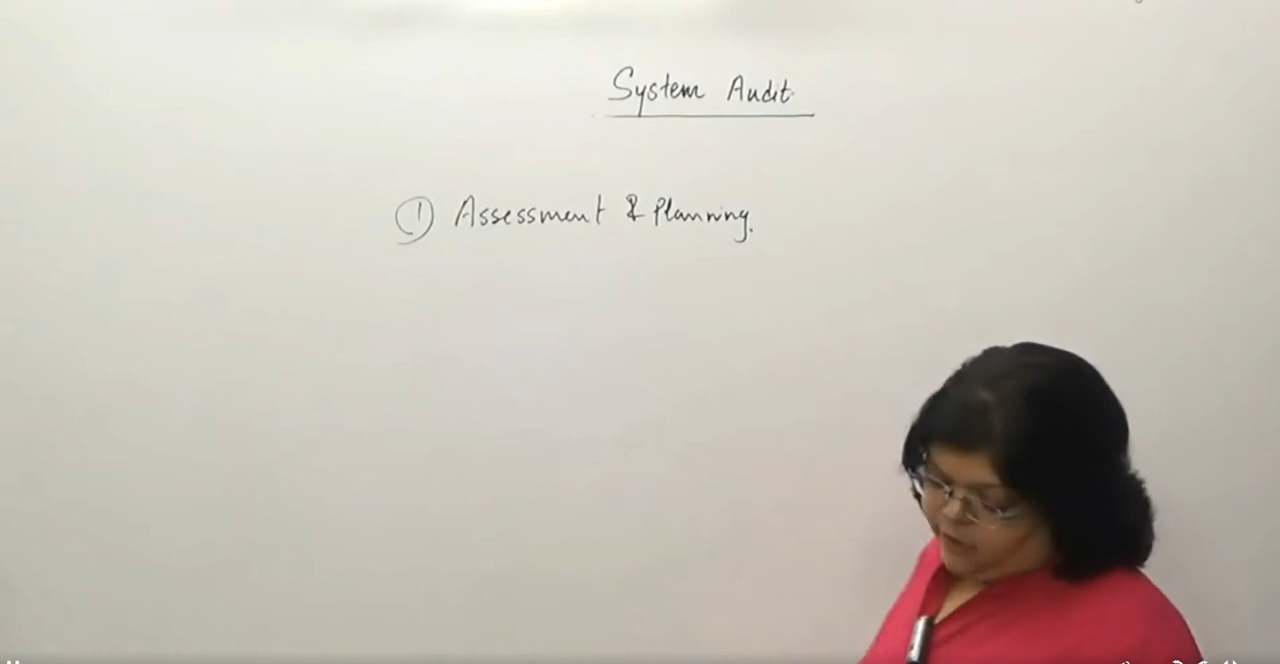 System Audit.
① Assessment & Planning.